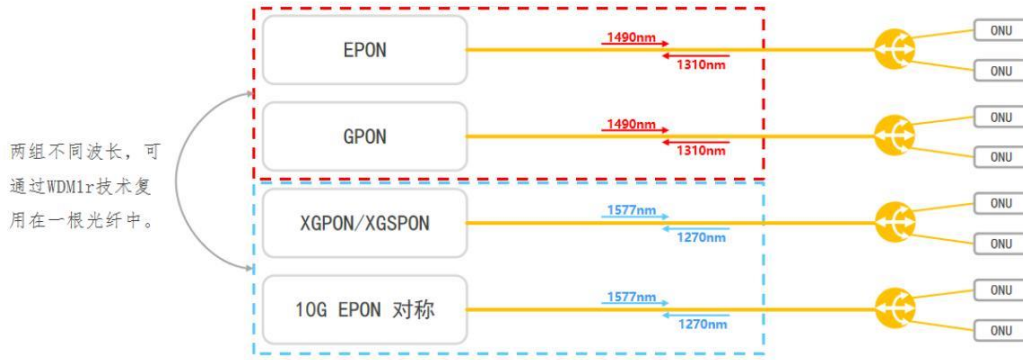 EPON
1490nm
1310nm
ONU
ONU
GPON
1490nm
1310nm
ONU
ONU
两组不同波长，可
通过WDM1r技术复
用在一根光纤中。
XGPON/XGSPON
1577nm
1270nm
ONU
ONU
10G EPON 对称
1577nm
1270nm
ONU
ONU